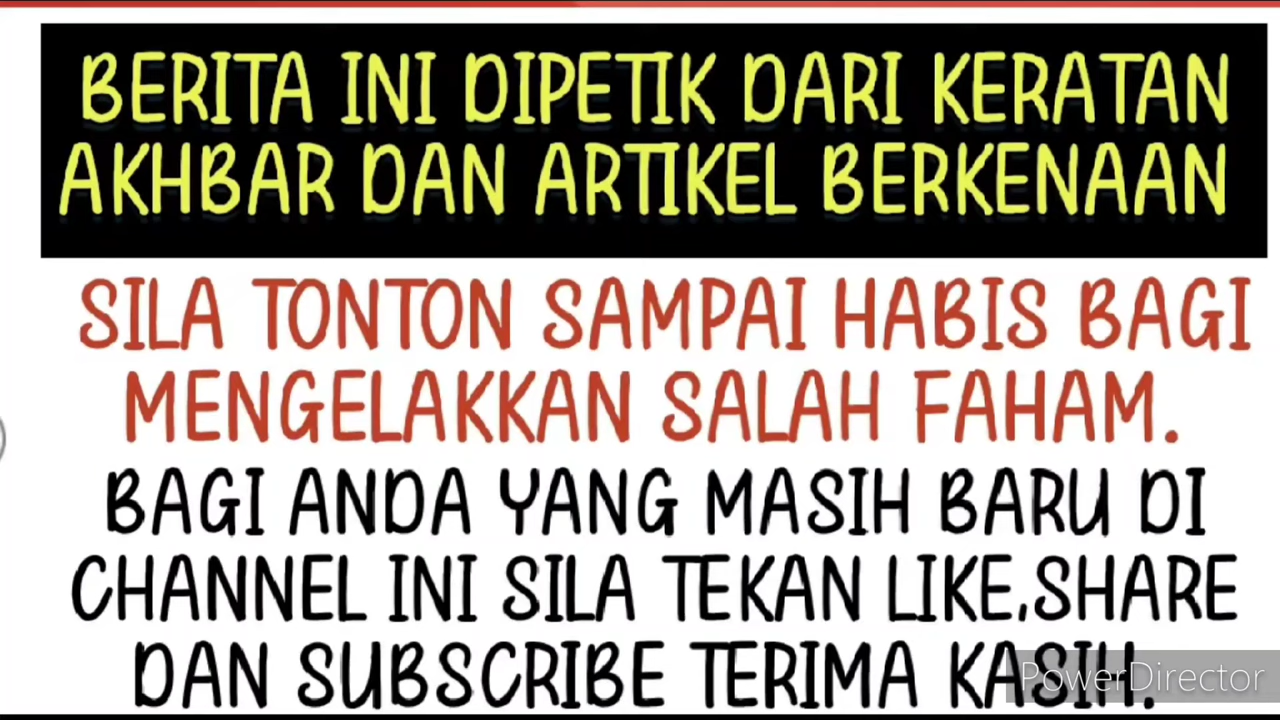 BERITA INI DIPETIK DARI KERATAN
AKHBAR DAN ARTIKEL BERKENAAN
SILA TONTON SAMPAI HABIS BAGI
MENGELAKKAN SALAH FAHAM.
BAGI ANDA YANG MASIH BARU DI
CHANNEL INI SILA TEKAN LIKE,SHARE
DAN SUBSCRIBE TERIMA KASIH.
PowerDirector